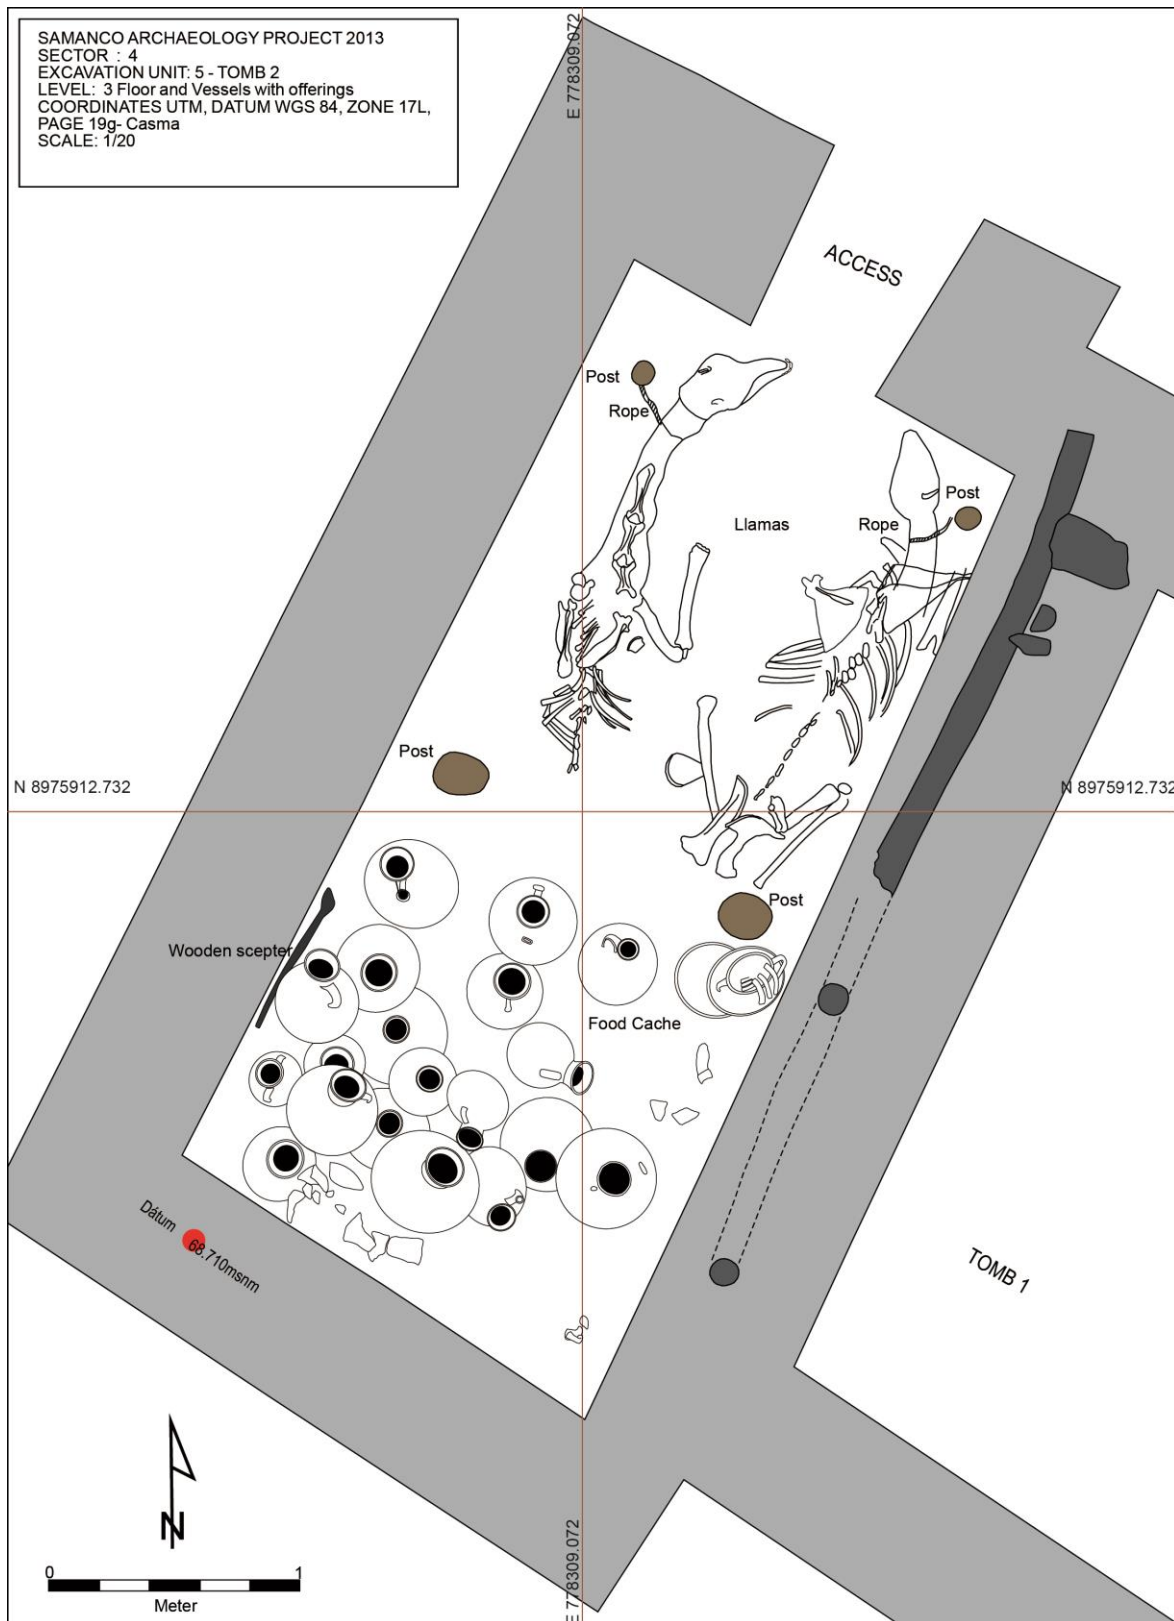 SAMANCO ARCHAEOLOGY PROJECT 2013
SECTOR : 4
EXCAVATION UNIT: 5 - TOMB 2
LEVEL: 3 Floor and Vessels with offerings
COORDINATES UTM, DATUM WGS 84, ZONE 17L,
PAGE 19g- Casma
SCALE: 1/20
E 778309.072
ACCESS
Post
Rope
Llamas
Rope
Post
Post
N 8975912.732
N 8975912.732
Post
Wooden scepter
Food Cache
Dátum
68.710msnm
TOMB 1
N
E 778309.072
0
1
Meter